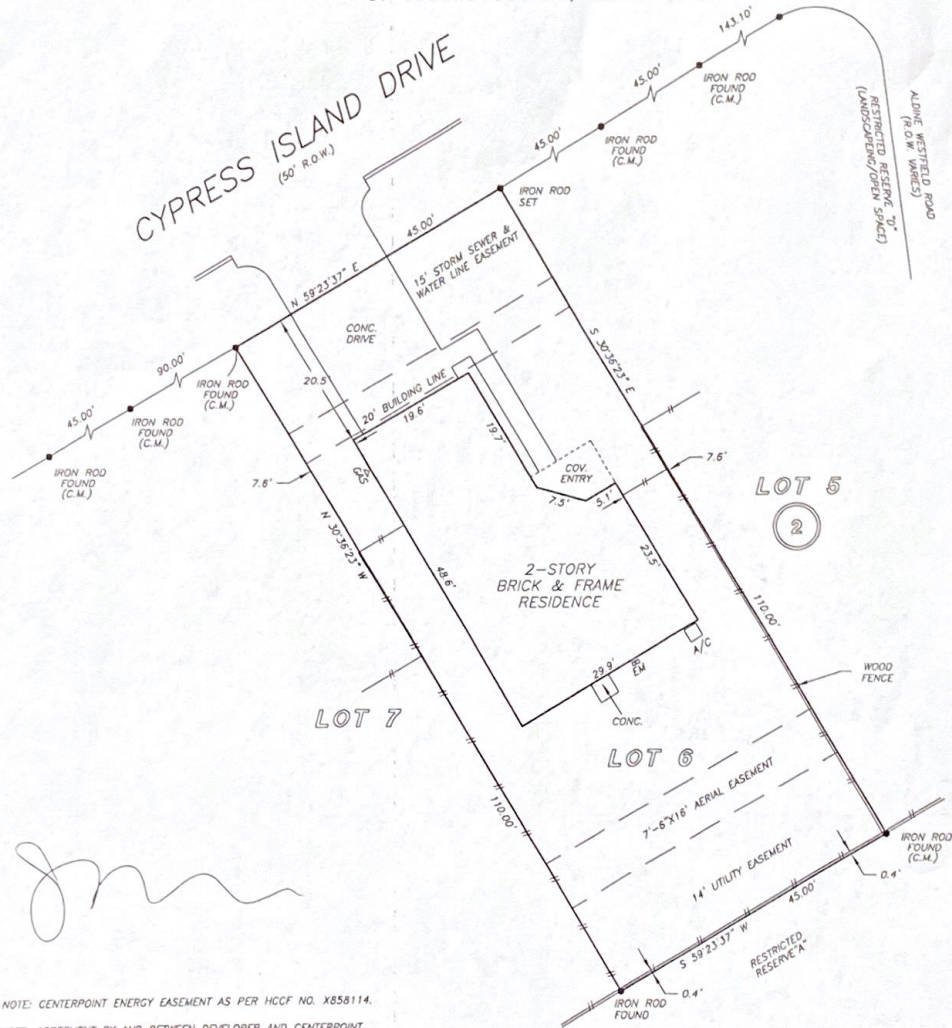 CYPRESS ISLAND DRIVE
(50' R.O.W.)
143.10'
45.00'
IRON ROD
FOUND
(C.M.)
45.00'
IRON ROD
FOUND
(C.M.)
ALDINE WESTFIELD ROAD
(R.O.W. VARIES)
RESTRICTED RESERVE "D"
(LANDSCAPING/OPEN SPACE)
IRON ROD
SET
45.00'
N 59°23'37" E
15' STORM SEWER &
WATER LINE EASEMENT
CONC.
DRIVE
90.00'
IRON ROD
FOUND
(C.M.)
45.00'
IRON ROD
FOUND
(C.M.)
IRON ROD
FOUND
(C.M.)
20.5'
20' BUILDING LINE
19.6'
S 30°36'23" E
19.7'
COV.
ENTRY
7.5'
5.1'
7.6'
GAS
7.6'
N 30°36'23" W
LOT 5
2
48.6'
2-STORY
BRICK & FRAME
RESIDENCE
23.5'
110.00'
A/C
29.9'
EM
CONC.
WOOD
FENCE
LOT 7
LOT 6
110.00'
7'-6"X16' AERIAL EASEMENT
14' UTILITY EASEMENT
IRON ROD
FOUND
(C.M.)
0.4'
45.00'
S 59°23'37" W
RESTRICTED
RESERVE "A"
0.4'
IRON ROD
FOUND
NOTE: CENTERPOINT ENERGY EASEMENT AS PER HCCF NO. X858114.
AGREEMENT BY AND BETWEEN DEVELOPER AND CENTERPOINT